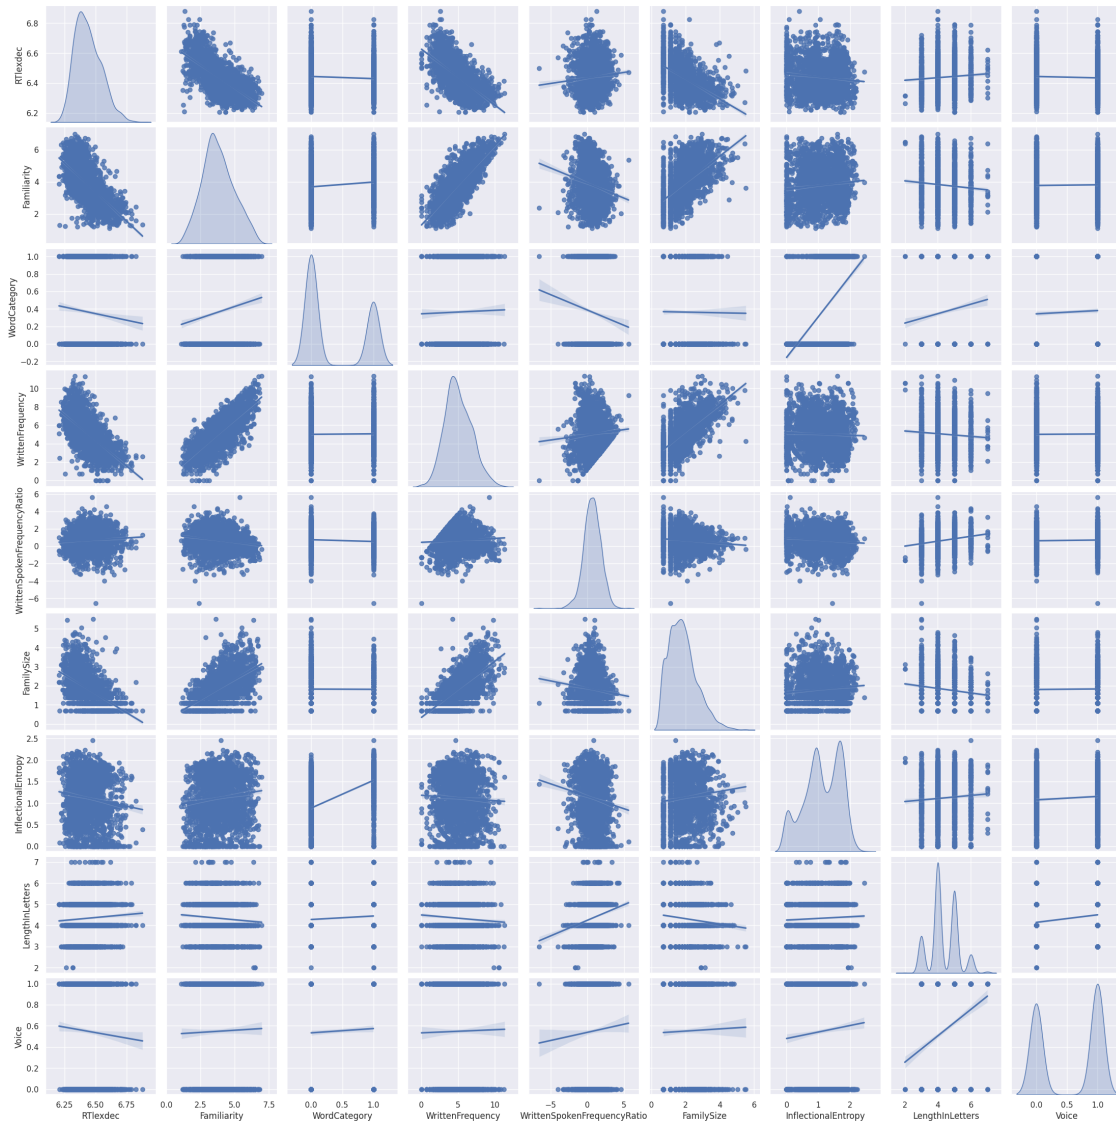 RTlexdec
6.8
6.6
6.4
6.2
Familiarity
6
4
2
WordCategory
1.0
0.8
0.6
0.4
0.2
0.0
−0.2
WrittenFrequency
10
8
6
4
2
0
WrittenSpokenFrequencyRatio
6
4
2
0
−2
−4
−6
FamilySize
5
4
3
2
1
0
InflectionalEntropy
2.5
2.0
1.5
1.0
0.5
0.0
LengthInLetters
7
6
5
4
3
2
Voice
1.0
0.8
0.6
0.4
0.2
0.0
6.25 6.50 6.75
RTlexdec
0.0 2.5 5.0 7.5
Familiarity
0.0 0.5 1.0
WordCategory
0 5 10
WrittenFrequency
−5 0 5
WrittenSpokenFrequencyRatio
0 2 4 6
FamilySize
0 1 2
InflectionalEntropy
2 4 6
LengthInLetters
0.0 0.5 1.0
Voice